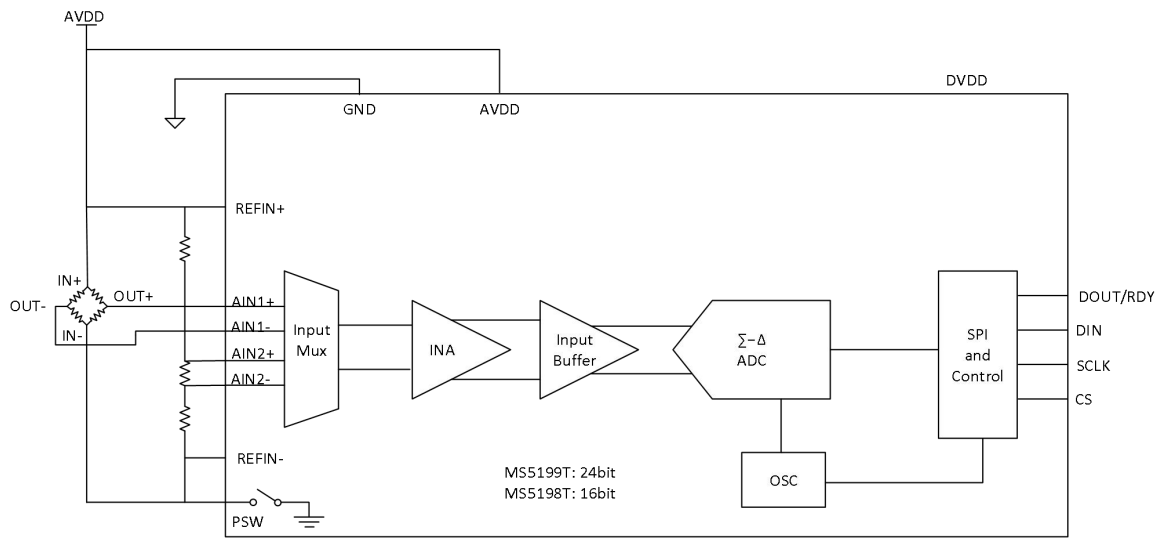 AVDD
DVDD
GND
AVDD
REFIN+
IN+
OUT+
OUT-
IN-
AIN1+
AIN1-
AIN2+
AIN2-
Input
Mux
INA
Input
Buffer
∑−Δ
ADC
SPI
and
Control
DOUT/RDY
DIN
SCLK
CS
REFIN-
MS5199T: 24bit
MS5198T: 16bit
OSC
PSW